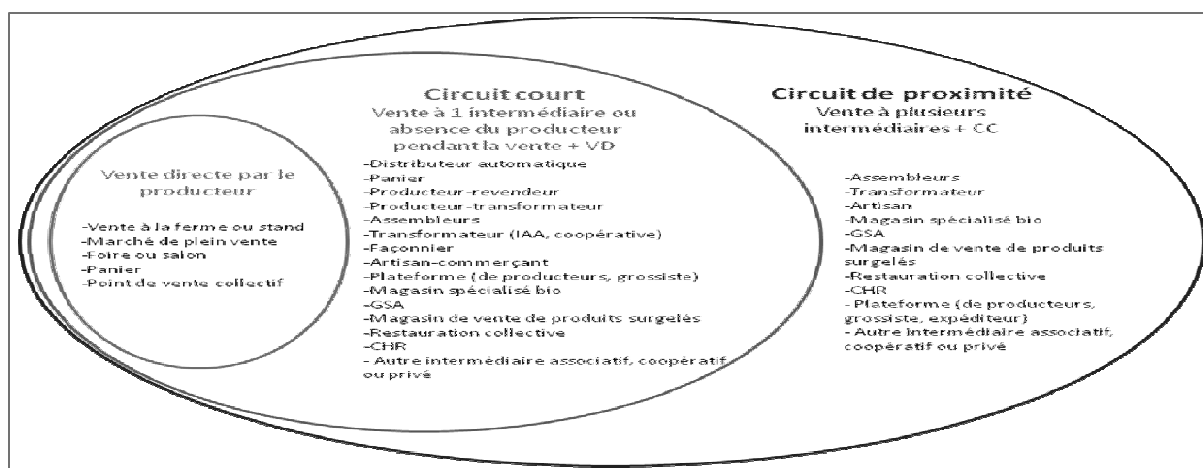 Vente directe par le
producteur
-Vente à la ferme ou stand
-Marché de plein vente
-Foire ou salon
-Panier
-Point de vente collectif
Circuit court
Vente à 1 intermédiaire ou
absence du producteur
pendant la vente + VD
-Distributeur automatique
-Panier
-Producteur-revendeur
-Producteur-transformateur
-Assembleurs
-Transformateur (IAA, coopérative)
-Façonnier
-Artisan-commerçant
-Plateforme (de producteurs, grossiste)
-Magasin spécialisé bio
-GSA
-Magasin de vente de produits surgelés
-Restauration collective
-CHR
- Autre intermédiaire associatif, coopératif
ou privé
Circuit de proximité
Vente à plusieurs
intermédiaires + CC
-Assembleurs
-Transformateur
-Artisan
-Magasin spécialisé bio
-GSA
-Magasin de vente de produits
surgelés
-Restauration collective
-CHR
- Plateforme (de producteurs,
grossiste, expéditeur)
- Autre intermédiaire associatif,
coopératif ou privé